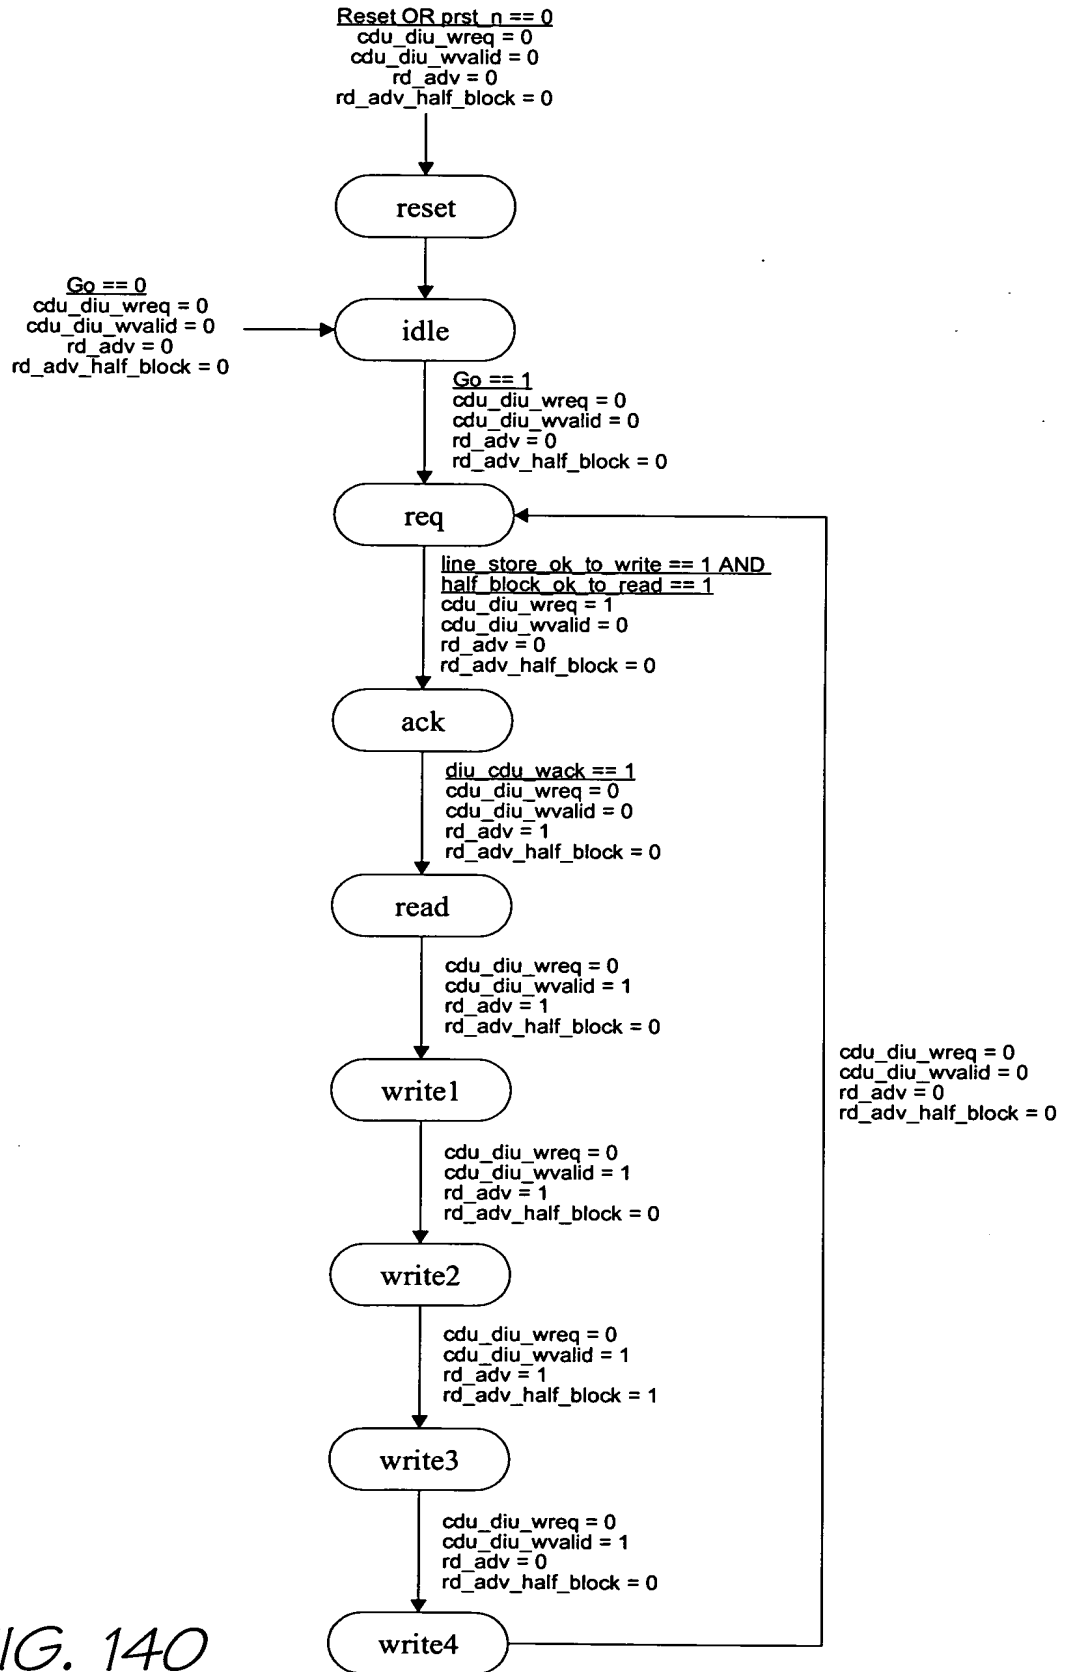 Reset OR prst_n == 0
cdu_diu_wreq = 0
cdu_diu_wvalid = 0
rd_adv = 0
rd_adv_half_block = 0
reset
Go == 0
cdu_diu_wreq = 0
cdu_diu_wvalid = 0
rd_adv = 0
rd_adv_half_block = 0
idle
Go == 1
cdu_diu_wreq = 0
cdu_diu_wvalid = 0
rd_adv = 0
rd_adv_half_block = 0
req
line_store_ok_to_write == 1 AND
half_block_ok_to_read == 1
cdu_diu_wreq = 1
cdu_diu_wvalid = 0
rd_adv = 0
rd_adv_half_block = 0
ack
diu_cdu_wack == 1
cdu_diu_wreq = 0
cdu_diu_wvalid = 0
rd_adv = 1
rd_adv_half_block = 0
read
cdu_diu_wreq = 0
cdu_diu_wvalid = 1
rd_adv = 1
rd_adv_half_block = 0
cdu_diu_wreq = 0
cdu_diu_wvalid = 0
rd_adv = 0
rd_adv_half_block = 0
write1
cdu_diu_wreq = 0
cdu_diu_wvalid = 1
rd_adv = 1
rd_adv_half_block = 0
write2
cdu_diu_wreq = 0
cdu_diu_wvalid = 1
rd_adv = 1
rd_adv_half_block = 1
write3
cdu_diu_wreq = 0
cdu_diu_wvalid = 1
rd_adv = 0
rd_adv_half_block = 0
write4
IG. 140